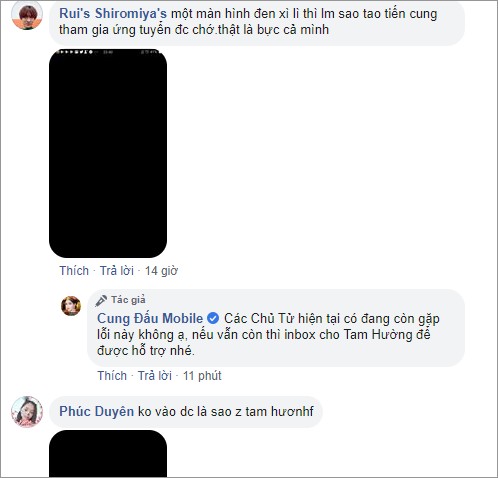 Rui's Shiromiya's một màn hình đen xì lì thì lm sao tao tiến cung
tham gia ứng tuyển đc chớ.thật là bực cả mình
Thích · Trả lời · 14 giờ
Tác giả
Cung Đấu Mobile Các Chủ Tử hiện tại có đang còn gặp
lỗi này không ạ, nếu vẫn còn thì inbox cho Tam Hường để
được hỗ trợ nhé.
Thích · Trả lời · 11 phút
Phúc Duyên ko vào dc là sao z tam hươnhf